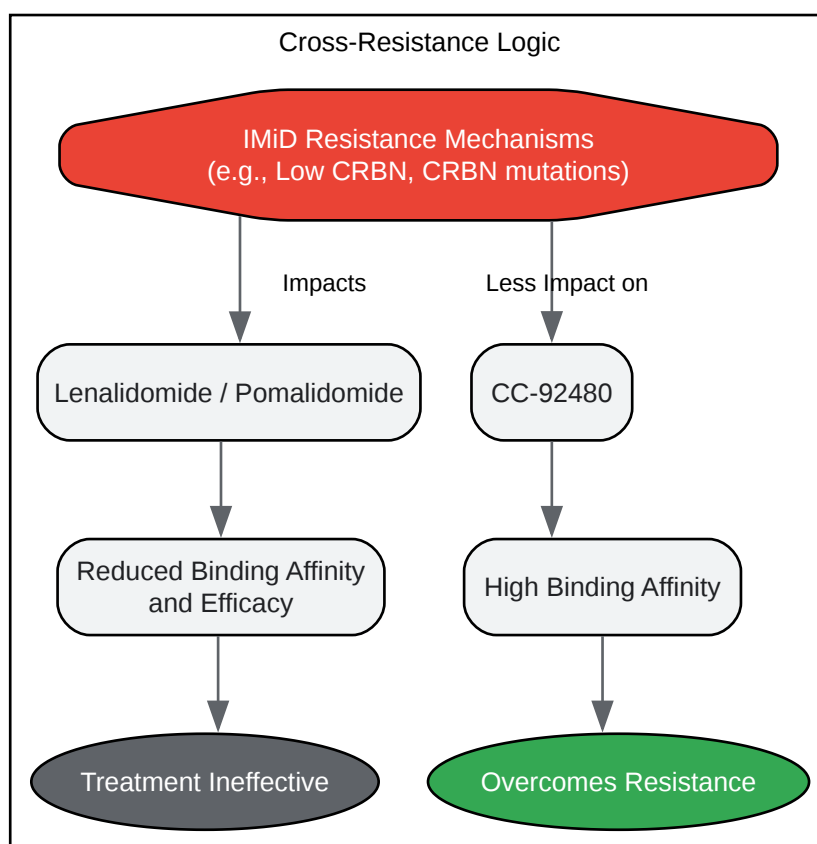 Cross-Resistance Logic
IMiD Resistance Mechanisms
(e.g., Low CRBN, CRBN mutations)
Impacts
Less Impact on
Lenalidomide / Pomalidomide
CC-92480
Reduced Binding Affinity
and Efficacy
High Binding Affinity
Treatment Ineffective
Overcomes Resistance